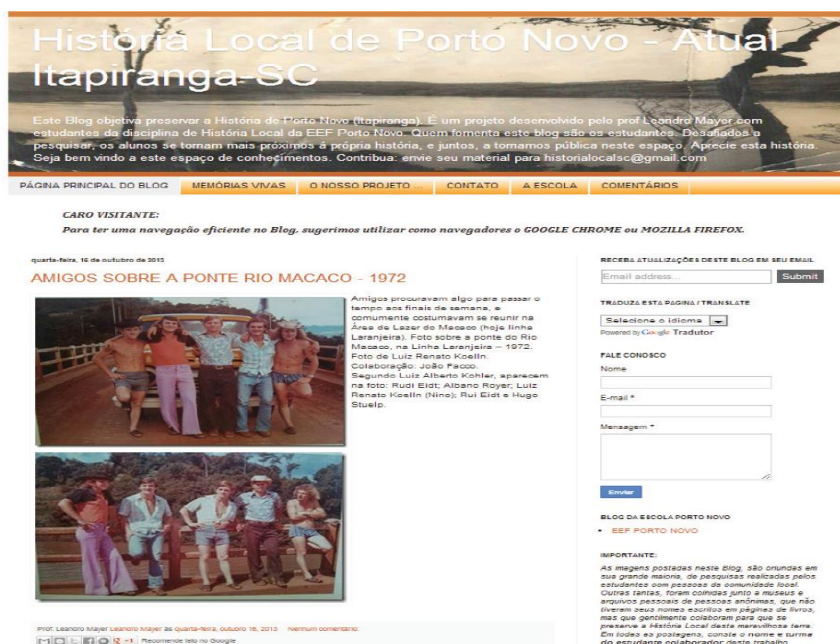 História Local de Porto Novo - Atual
Itapiranga-SC
Este Blog objetiva preservar a História de Porto Novo (Itapiranga). É um projeto desenvolvido pelo prof Leandro Mayer com
estudantes da disciplina de História Local da EEF Porto Novo. Quem fomenta este blog são os estudantes. Desafiados a
pesquisar, os alunos se tornam mais próximos á própria história, e juntos, a tornamos pública neste espaço. Aprecie esta história.
Seja bem vindo a este espaço de conhecimentos. Contribua: envie seu material para historialocalsc@gmail.com
PÁGINA PRINCIPAL DO BLOG MEMÓRIAS VIVAS O NOSSO PROJETO ... CONTATO A ESCOLA COMENTÁRIOS
CARO VISITANTE:
Para ter uma navegação eficiente no Blog, sugerimos utilizar como navegadores o GOOGLE CHROME ou MOZILLA FIREFOX.
quarta-feira, 16 de outubro de 2013
AMIGOS SOBRE A PONTE RIO MACACO - 1972
Amigos procuravam algo para passar o
tempo aos finais de semana, e
comumente costumavam se reunir na
Área de Lazer do Macaco (hoje linha
Laranjeira). Foto sobre a ponte do Rio
Macaco, na Linha Laranjeira – 1972.
Foto de Luiz Renato Koelln.
Colaboração: João Facco.
Segundo Luiz Alberto Kohler, aparecem
na foto: Rudi Eidt; Albano Royer; Luiz
Renato Koelln (Nino); Rui Eidt e Hugo
Stuelp.
Prof. Leandro Mayer Leandro Mayer às quarta-feira, outubro 16, 2013 Nenhum comentário:
+1 Recomende isto no Google
RECEBA ATUALIZAÇÕES DESTE BLOG EM SEU EMAIL
Email address... Submit
TRADUZA ESTA PAGINA / TRANSLATE
Selecione o idioma
Powered by Google Tradutor
FALE CONOSCO
Nome
E-mail *
Mensagem *
Enviar
BLOG DA ESCOLA PORTO NOVO
EEF PORTO NOVO
IMPORTANTE:
As imagens postadas neste Blog, são oriundas em
sua grande maioria, de pesquisas realizadas pelos
estudantes com pessoas da comunidade local.
Outras tantas, foram colhidas junto a museus e
arquivos pessoais de pessoas anônimas, que não
tiveram seus nomes escritos em páginas de livros,
mas que gentilmente colaboram para que se
preserve a História Local desta maravilhosa terra.
Em todas as postagens, consta o nome e turma
do estudante colaborador deste trabalho